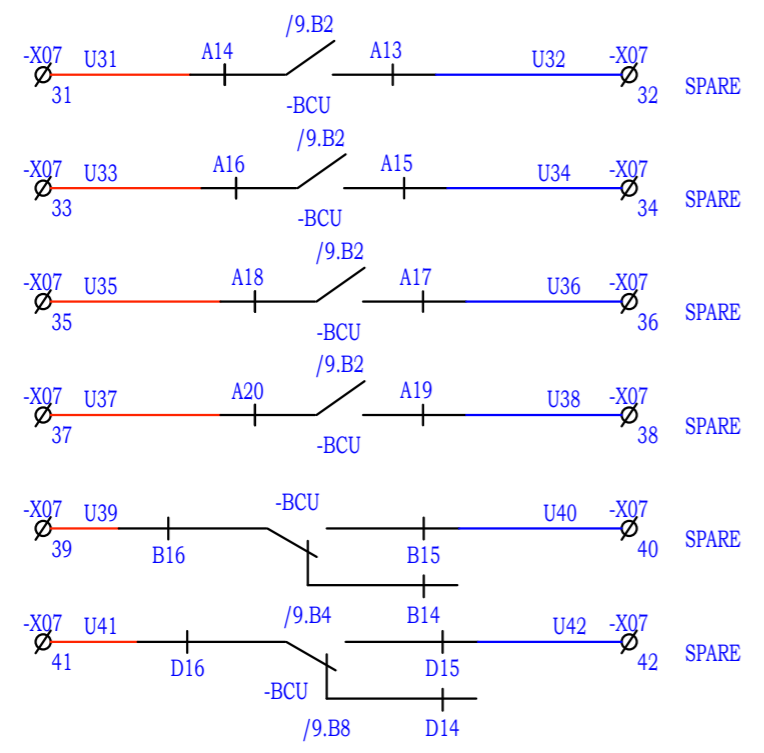 /9.B2
-X07 U31 A14 A13 U32 -X07
31 -BCU 32 SPARE
/9.B2
-X07 U33 A16 A15 U34 -X07
33 -BCU 34 SPARE
/9.B2
-X07 U35 A18 A17 U36 -X07
35 -BCU 36 SPARE
/9.B2
-X07 U37 A20 A19 U38 -X07
37 -BCU 38 SPARE
-BCU
-X07 U39 U40 -X07
39 B16 B15 40 SPARE
/9.B4 B14
-X07 U41 U42 -X07
41 D16 D15 42 SPARE
-BCU
/9.B8 D14